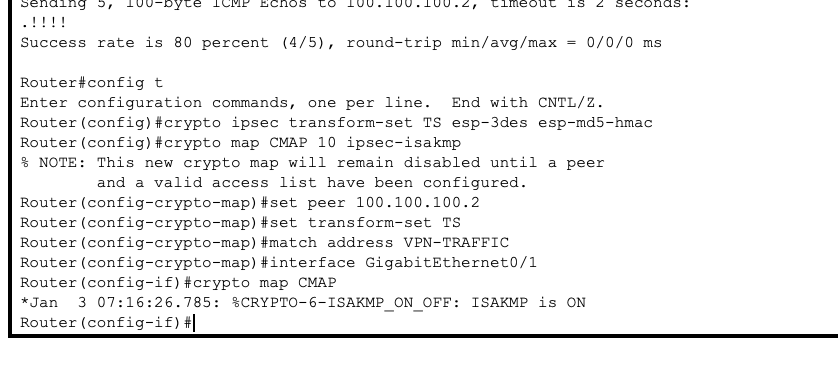 Sending 5, 100-byte ICMP Echos to 100.100.100.2, timeout is 2 seconds:
.!!!!
Success rate is 80 percent (4/5), round-trip min/avg/max = 0/0/0 ms
Router#config t
Enter configuration commands, one per line.  End with CNTL/Z.
Router(config)#crypto ipsec transform-set TS esp-3des esp-md5-hmac
Router(config)#crypto map CMAP 10 ipsec-isakmp
% NOTE: This new crypto map will remain disabled until a peer
        and a valid access list have been configured.
Router(config-crypto-map)#set peer 100.100.100.2
Router(config-crypto-map)#set transform-set TS
Router(config-crypto-map)#match address VPN-TRAFFIC
Router(config-crypto-map)#interface GigabitEthernet0/1
Router(config-if)#crypto map CMAP
*Jan  3 07:16:26.785: %CRYPTO-6-ISAKMP_ON_OFF: ISAKMP is ON
Router(config-if)#